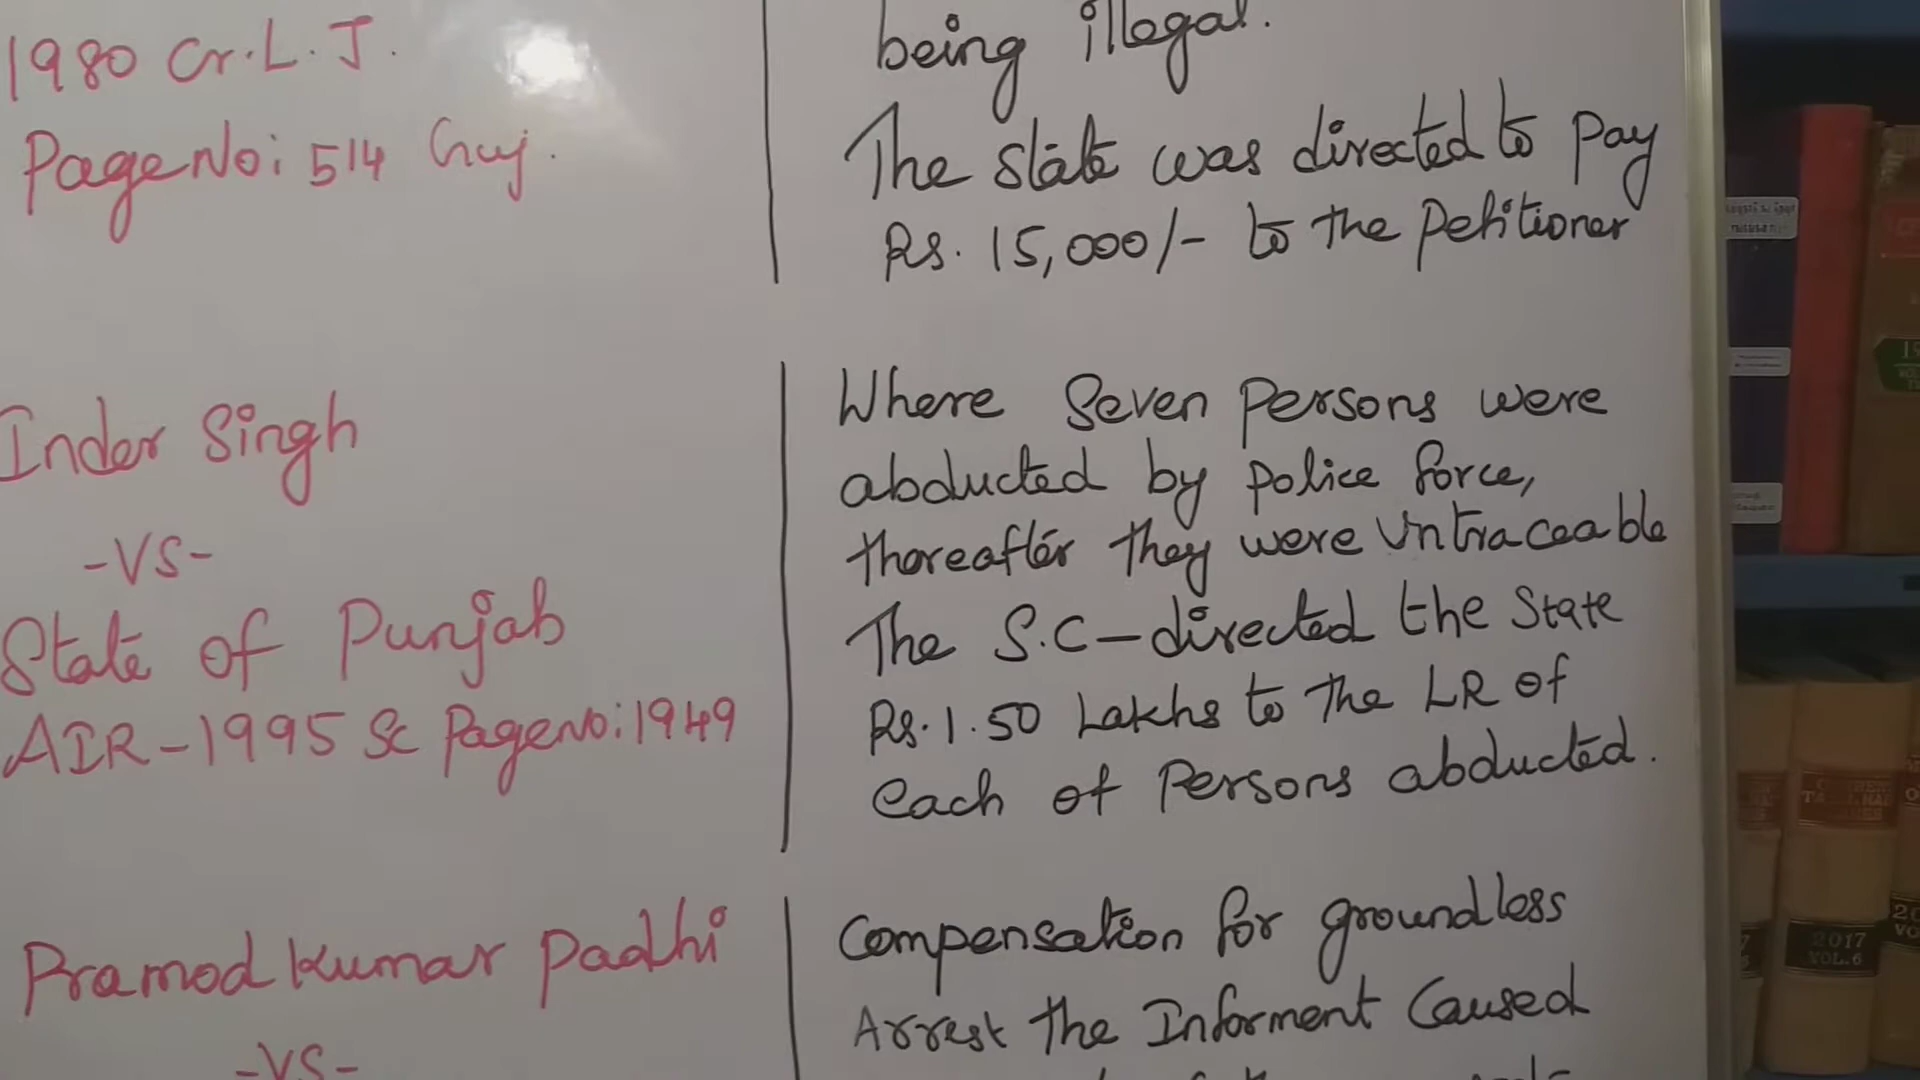 1980 Cr.L.J.
Page No: 514 Guj.
being illegal.
The State was directed to pay
Rs. 15,000/- to the Petitioner
Inder Singh
-VS-
State of Punjab
AIR-1995 SC Page No: 1949
Where Seven Persons were
abducted by police force,
thereafter they were untraceable
The S.C-directed the State
Rs. 1.50 Lakhs to the LR of
each of Persons abducted.
Pramod Kumar Padhi
-VS-
Compensation for groundless
Arrest the Informent Caused
2017
VOL.6